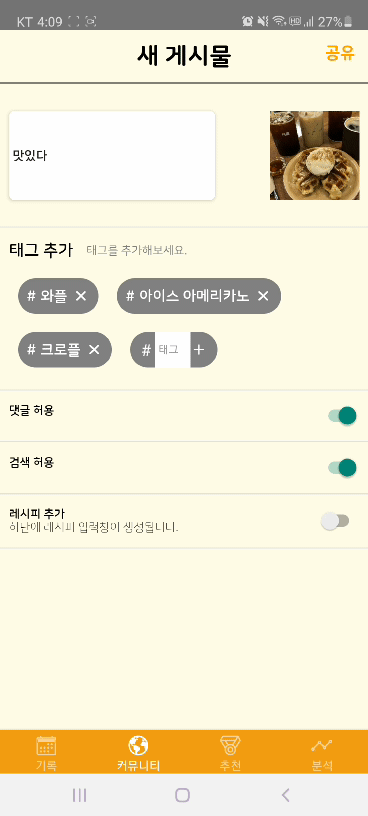 KT 4:09 27%
새 게시물 공유
맛있다
태그 추가 태그를 추가해보세요.
# 와플 × # 아이스 아메리카노 ×
# 크로플 × # 태그 +
댓글 허용
검색 허용
레시피 추가
하단에 레시피 입력창이 생성됩니다.
기록 커뮤니티 추천 분석